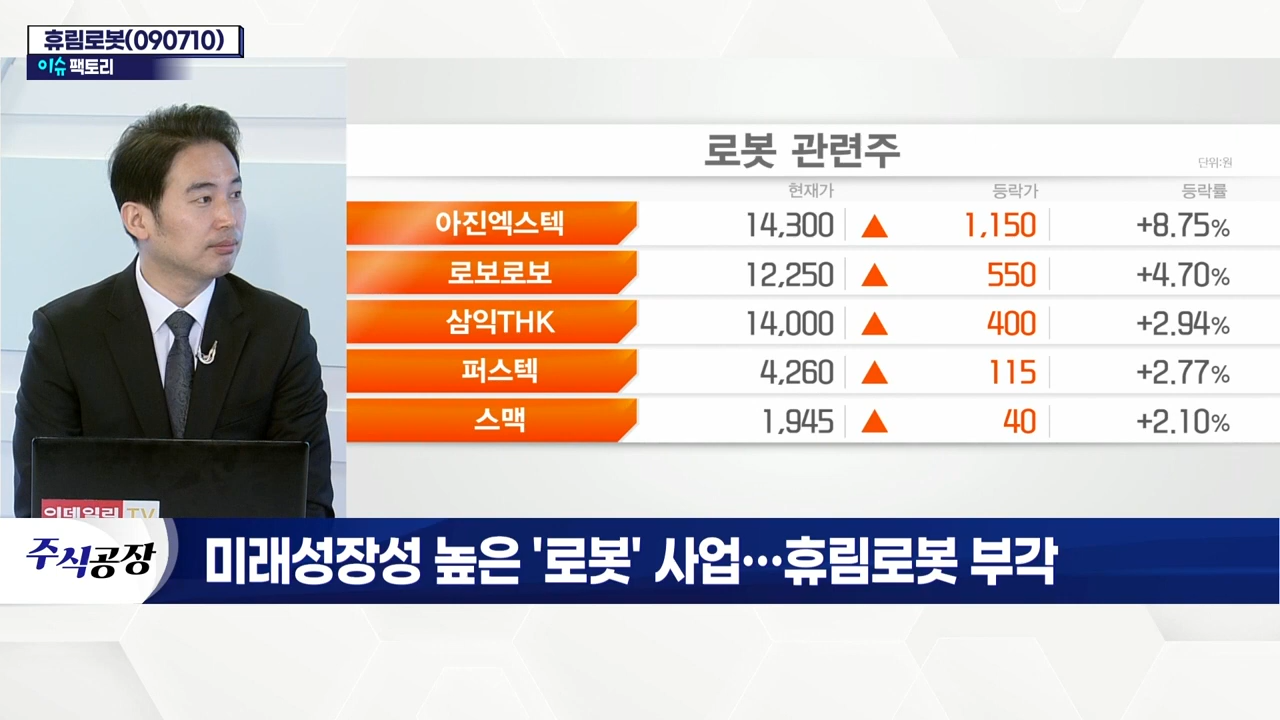 휴림로봇(090710)
이슈 팩토리
로봇 관련주
단위:원
현재가 등락가 등락률
아진엑스텍 14,300 ▲ 1,150 +8.75%
로보로보 12,250 ▲ 550 +4.70%
삼익THK 14,000 ▲ 400 +2.94%
퍼스텍 4,260 ▲ 115 +2.77%
스맥 1,945 ▲ 40 +2.10%
이데일리 TV
주식공장
미래성장성 높은 '로봇' 사업…휴림로봇 부각